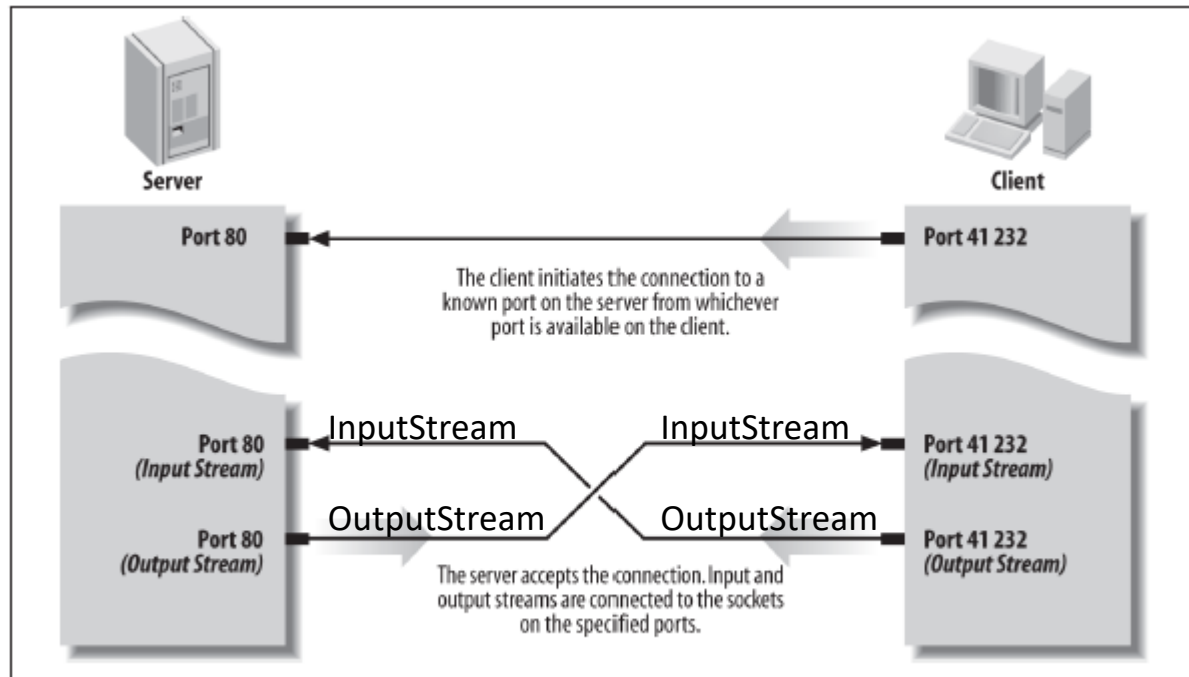 Server
Client
Port 80
Port 41 232
The client initiates the connection to a
known port on the server from whichever
port is available on the client.
InputStream
InputStream
Port 80
(Input Stream)
Port 41 232
(Input Stream)
OutputStream
OutputStream
Port 80
(Output Stream)
Port 41 232
(Output Stream)
The server accepts the connection. Input and
output streams are connected to the sockets
on the specified ports.